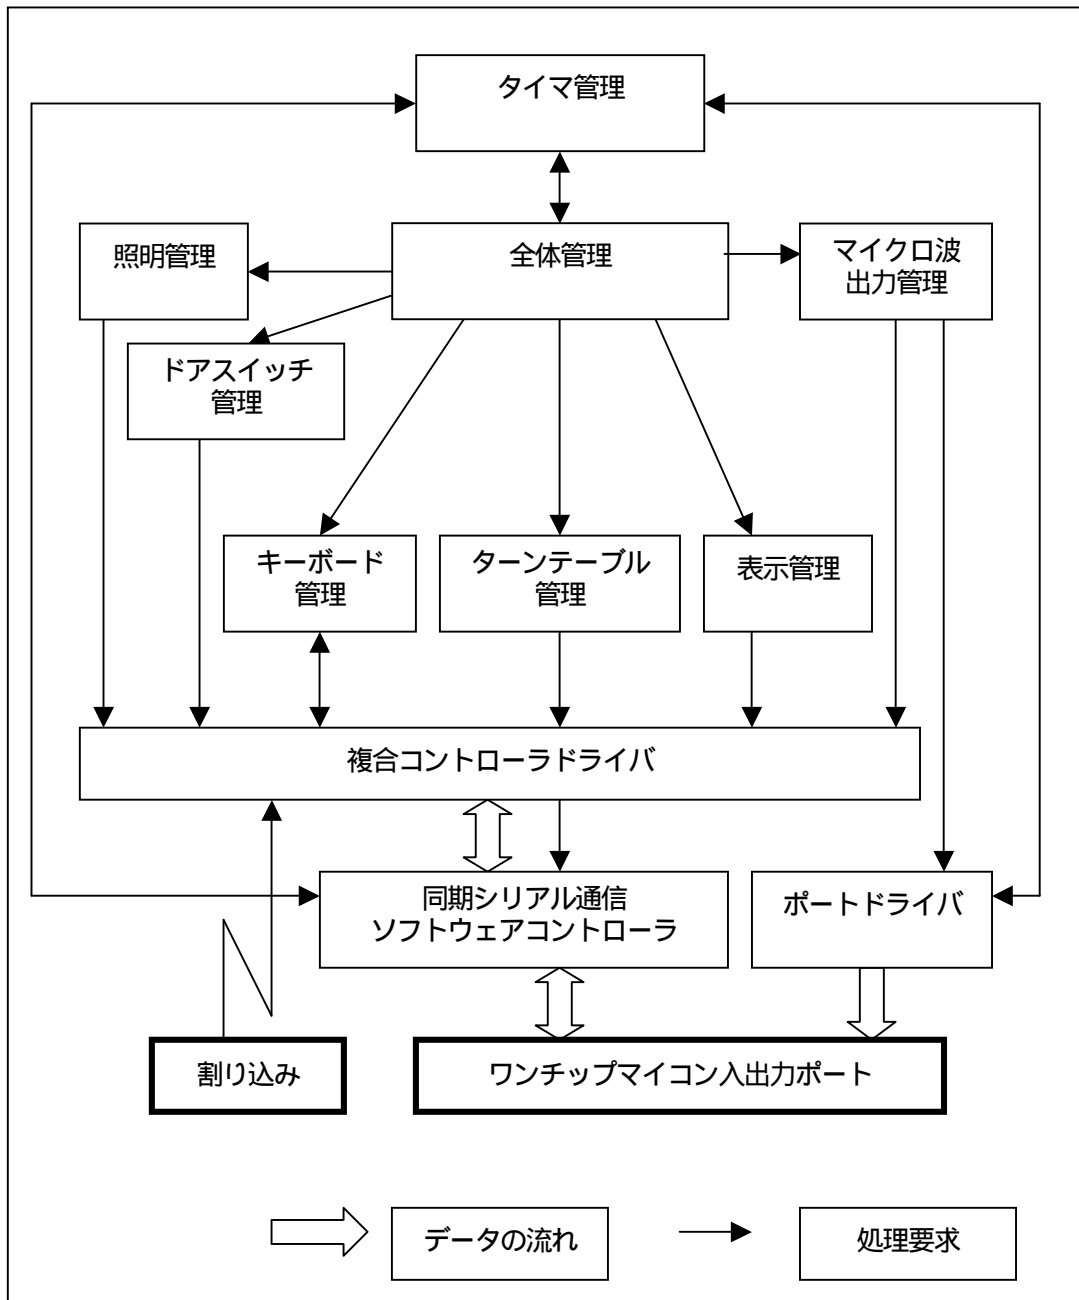 タイマ管理
照明管理
全体管理
マイクロ波
出力管理
ドアスイッチ
管理
キーボード
管理
ターンテーブル
管理
表示管理
複合コントローラドライバ
同期シリアル通信
ソフトウェアコントローラ
ポートドライバ
割り込み
ワンチップマイコン入出力ポート
データの流れ
処理要求